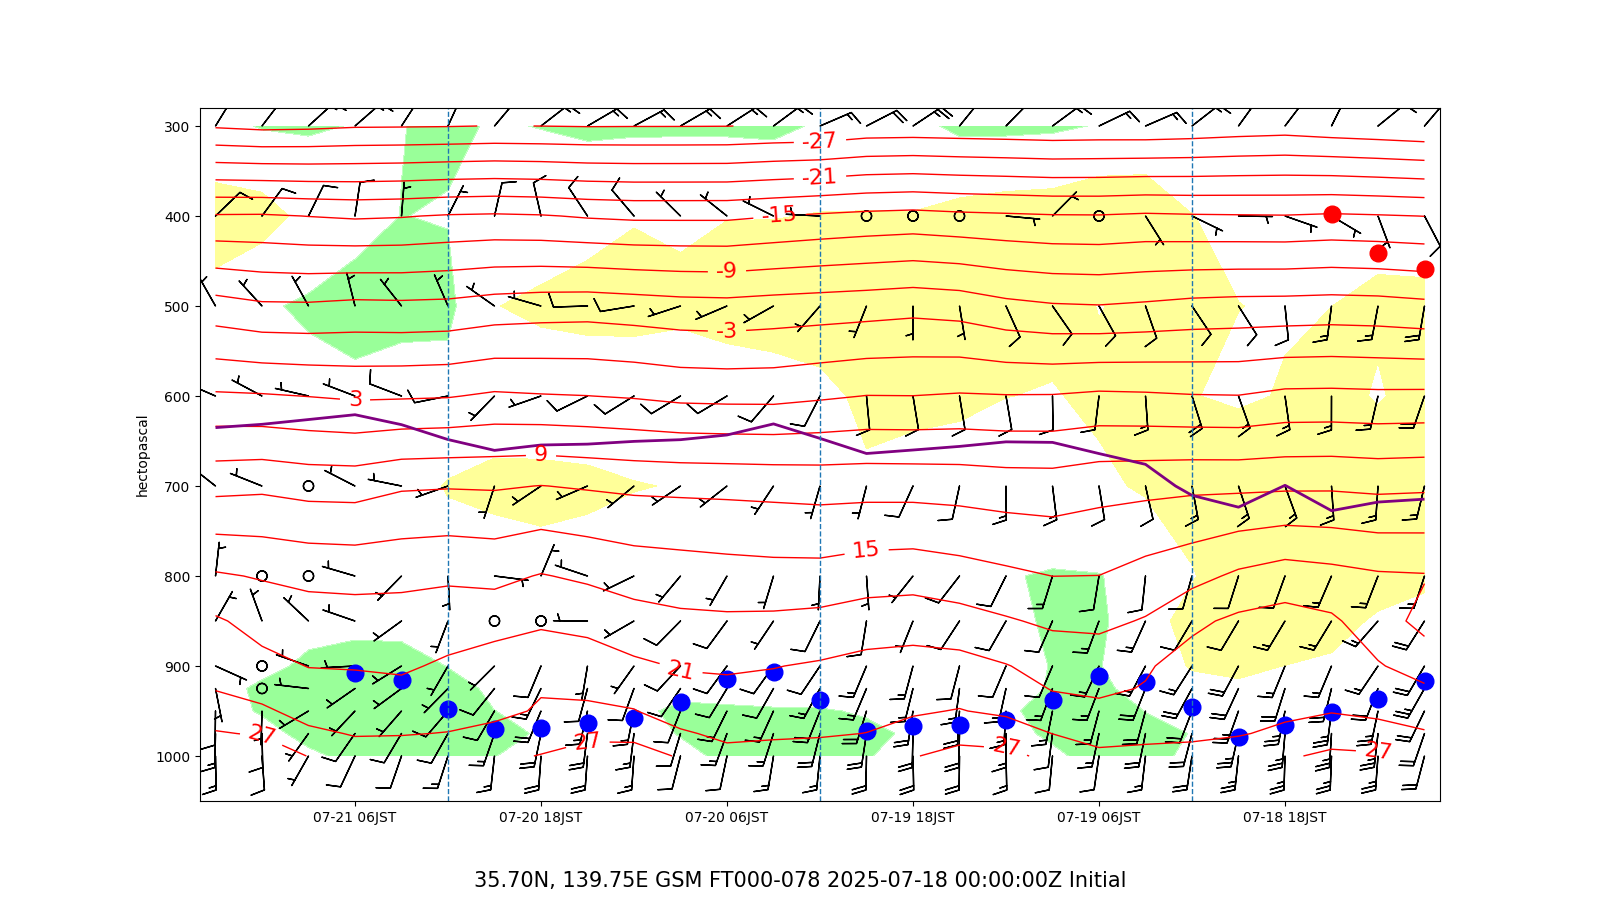 300
-27
-21
400
-15
-9
500
-3
600
3
hectopascal
9
700
15
800
900
21
27
27
27
27
1000
07-21 06JST
07-20 18JST
07-20 06JST
07-19 18JST
07-19 06JST
07-18 18JST
35.70N, 139.75E GSM FT000-078 2025-07-18 00:00:00Z Initial